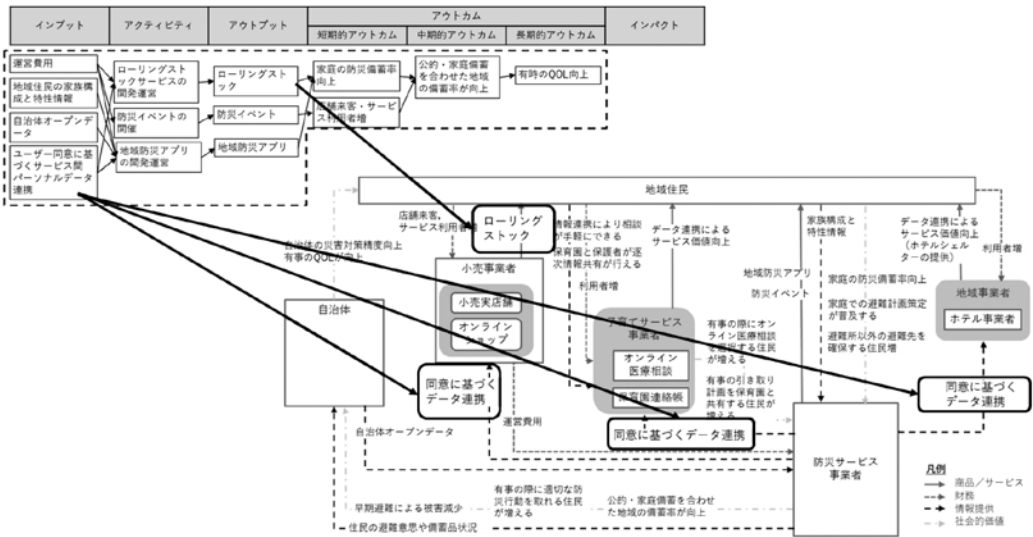 インプット
アクティビティ
アウトプット
アウトカム
短期的アウトカム
中期的アウトカム
長期的アウトカム
インパクト
運営費用
地域住民の家族構
成と特性情報
自治体オープンデ
ータ
ユーザー同意に基
づくサービス間
パーソナルデータ
連携
ローリングスト
ックサービスの
開発運営
防災イベントの
開催
地域防災アプリ
の開発運営
ローリングスト
ック
防災イベント
地域防災アプリ
家庭の防災備蓄率
向上
店舗来客・サービ
ス利用者増
公的・家庭備蓄
を合わせた地域
の備蓄率が向上
有時のQOL向上
地域住民
店舗来客,
サービス利用者増
ローリング
ストック
情報連携により相談
が手軽にできる
保育園と保護者が逐
次情報共有が行える
データ連携による
サービス価値向上
家族構成と
特性情報
データ連携による
サービス価値向上
(ホテルシェル
ターの提供)
利用者増
自治体の災害対策精度向上
有事のQOLが向上
小売事業者
小売実店舗
オンライン
ショップ
利用者増
地域防災アプリ
防災イベント
家庭の防災備蓄率向上
家庭での避難計画策定
が普及する
避難所以外の避難先を
確保する住民増
地域事業者
ホテル事業者
自治体
子育てサービス
事業者
オンライン
医療相談
保育園連絡帳
有事の際にオン
ライン医療相談
を選択する住民
が増える
有事の引き取り
計画を保育園と
共有する住民が
増える
同意に基づく
データ連携
同意に基づくデータ連携
同意に基づく
データ連携
自治体オープンデータ
運営費用
防災サービス
事業者
早期避難による被害減少
有事の際に適切な防
災行動を取れる住民
が増える
公的・家庭備蓄を合わせ
た地域の備蓄率が向上
住民の避難意思や備蓄品状況
凡例
商品/サービス
財務
情報提供
社会的価値